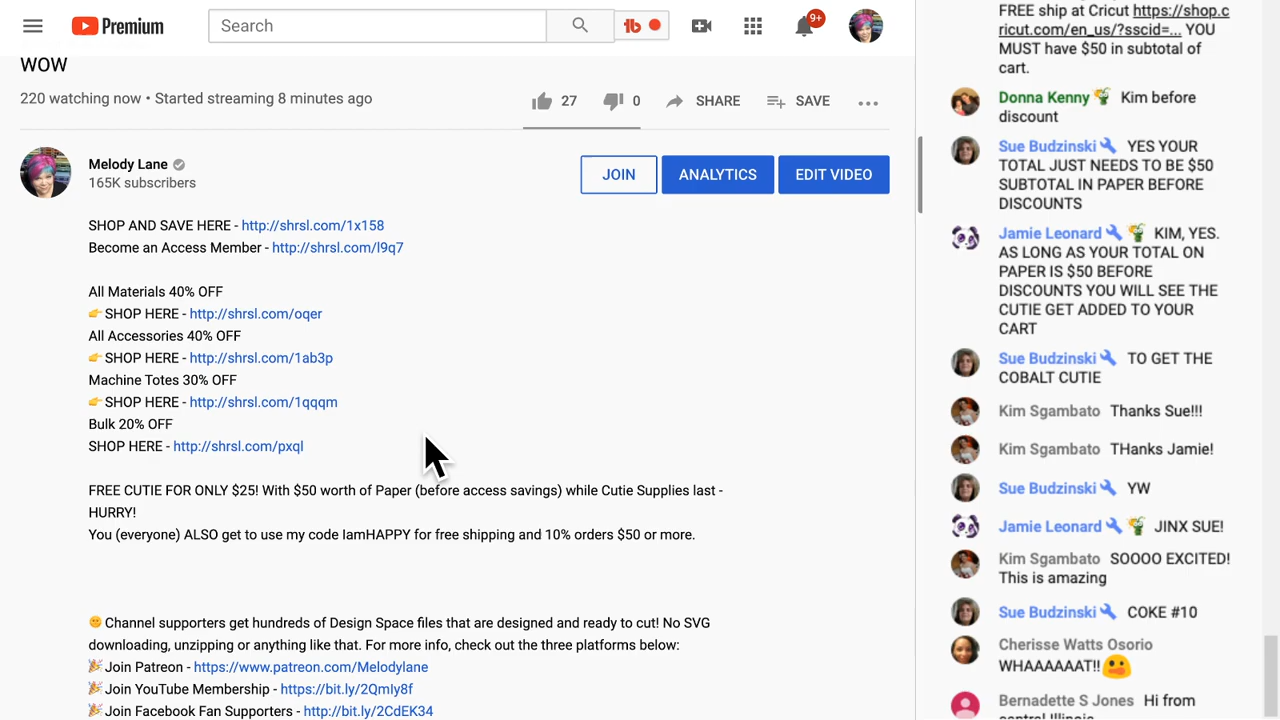 Premium
Search
9+
WOW
220 watching now • Started streaming 8 minutes ago
27
0
SHARE
SAVE
Melody Lane
165K subscribers
JOIN
ANALYTICS
EDIT VIDEO
SHOP AND SAVE HERE - http://shrsl.com/1x158
Become an Access Member - http://shrsl.com/l9q7
All Materials 40% OFF
👉 SHOP HERE - http://shrsl.com/oqer
All Accessories 40% OFF
👉 SHOP HERE - http://shrsl.com/1ab3p
Machine Totes 30% OFF
👉 SHOP HERE - http://shrsl.com/1qqqm
Bulk 20% OFF
SHOP HERE - http://shrsl.com/pxql
FREE CUTIE FOR ONLY $25! With $50 worth of Paper (before access savings) while Cutie Supplies last -
HURRY!
You (everyone) ALSO get to use my code IamHAPPY for free shipping and 10% orders $50 or more.
🌞 Channel supporters get hundreds of Design Space files that are designed and ready to cut! No SVG
downloading, unzipping or anything like that. For more info, check out the three platforms below:
🎉 Join Patreon - https://www.patreon.com/Melodylane
🎉 Join YouTube Membership - https://bit.ly/2Qmly8f
🎉 Join Facebook Fan Supporters - http://bit.ly/2CdEK34
FREE ship at Cricut https://shop.c
ricut.com/en_us/?sscid=... YOU
MUST have $50 in subtotal of
cart.
Donna Kenny Kim before
discount
Sue Budzinski YES YOUR
TOTAL JUST NEEDS TO BE $50
SUBTOTAL IN PAPER BEFORE
DISCOUNTS
Jamie Leonard KIM, YES.
AS LONG AS YOUR TOTAL ON
PAPER IS $50 BEFORE
DISCOUNTS YOU WILL SEE THE
CUTIE GET ADDED TO YOUR
CART
Sue Budzinski TO GET THE
COBALT CUTIE
Kim Sgambato Thanks Sue!!!
Kim Sgambato THanks Jamie!
Sue Budzinski YW
Jamie Leonard JINX SUE!
Kim Sgambato SOOOO EXCITED!
This is amazing
Sue Budzinski COKE #10
Cherisse Watts Osorio
WHAAAAAT!!
Bernadette S Jones Hi from
central Illinois